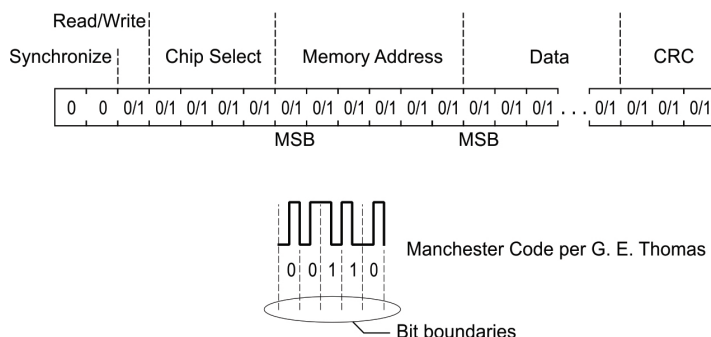 Read/Write
Synchronize Chip Select Memory Address Data CRC
0 0 0/1 0/1 0/1 0/1 0/1 0/1 0/1 0/1 0/1 0/1 0/1 0/1 0/1 0/1 . . . 0/1 0/1 0/1 0/1
MSB MSB
Manchester Code per G. E. Thomas
0 0 1 1 0
Bit boundaries